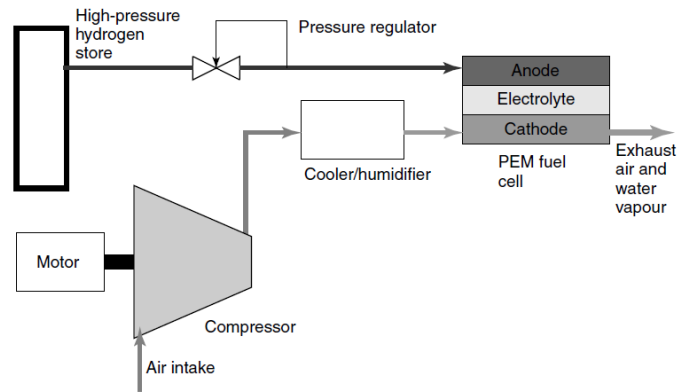 High-pressure
hydrogen
store
Pressure regulator
Anode
Electrolyte
Cathode
Cooler/humidifier
PEM fuel
cell
Exhaust
air and
water
vapour
Motor
Compressor
Air intake